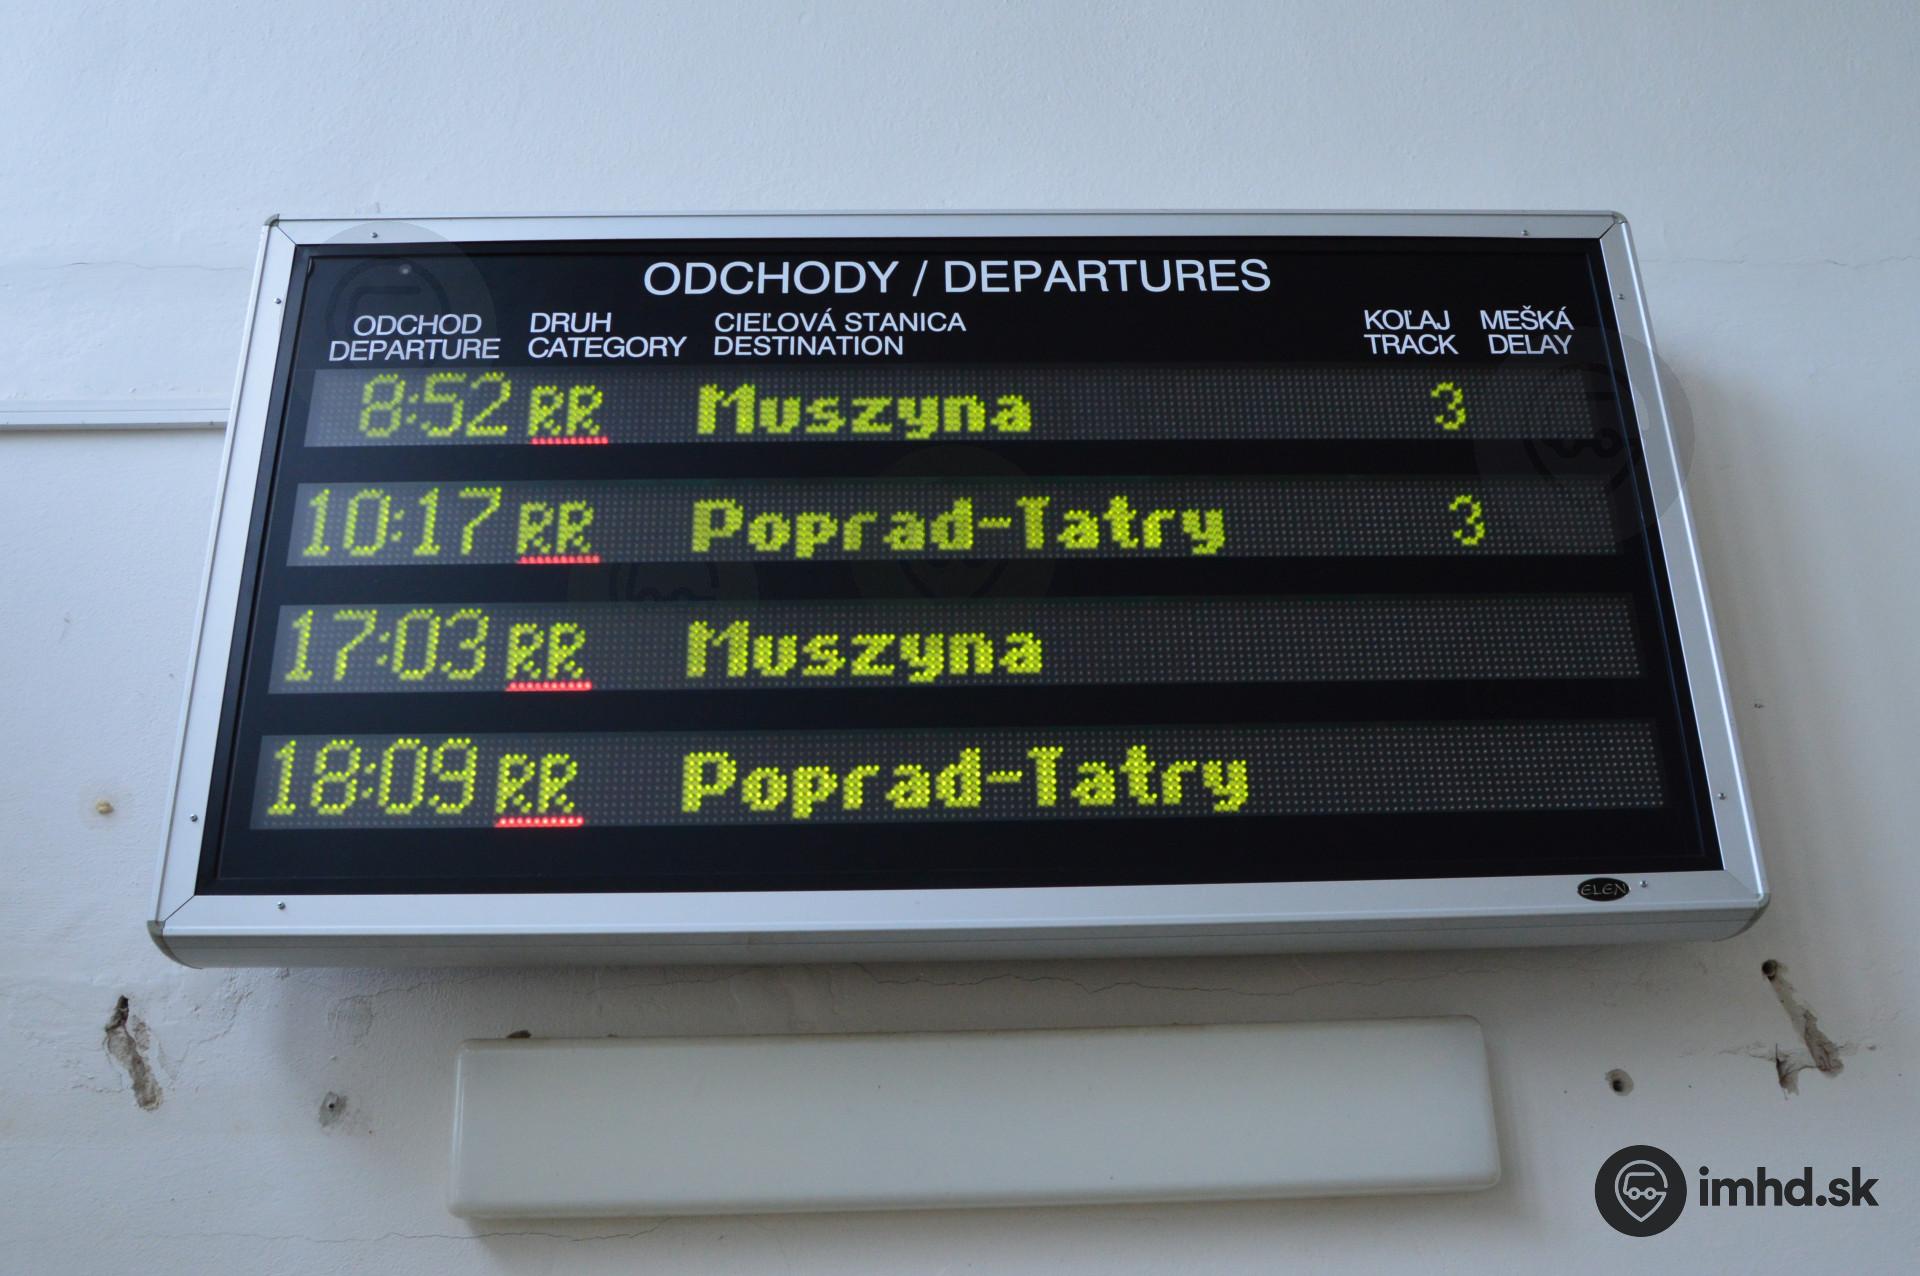 ODCHODY / DEPARTURES
ODCHOD DRUH CIEĽOVÁ STANICA KOĽAJ MEŠKÁ
DEPARTURE CATEGORY DESTINATION TRACK DELAY
8:52 RR Muszyna 3
10:17 RR Poprad-Tatry 3
17:03 RR Muszyna
18:09 RR Poprad-Tatry
ELEN
imhd.sk